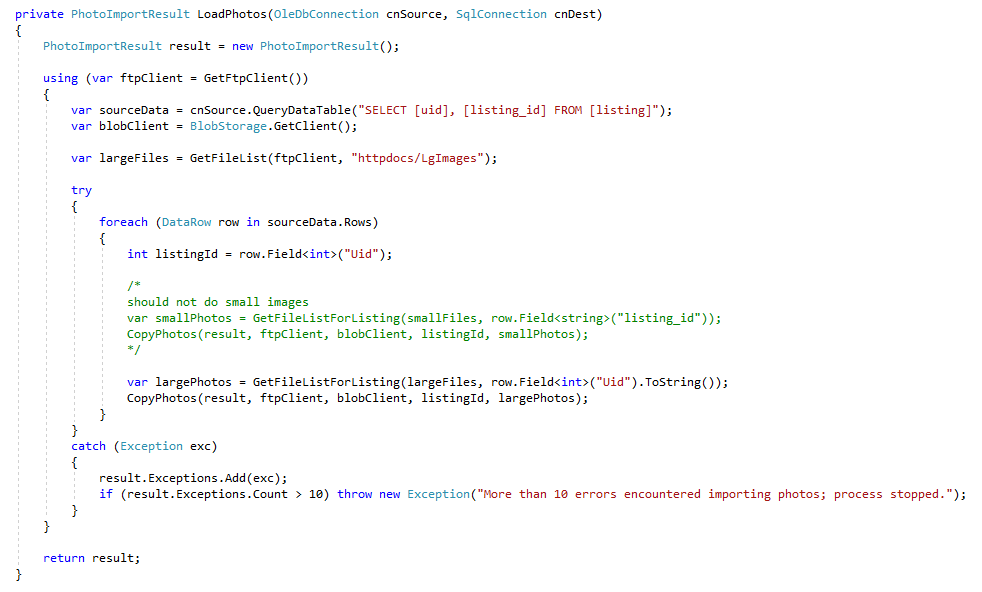 private PhotoImportResult LoadPhotos(OleDbConnection cnSource, SqlConnection cnDest)
{
    PhotoImportResult result = new PhotoImportResult();

    using (var ftpClient = GetFtpClient())
    {
        var sourceData = cnSource.QueryDataTable("SELECT [uid], [listing_id] FROM [listing]");
        var blobClient = BlobStorage.GetClient();

        var largeFiles = GetFileList(ftpClient, "httpdocs/LgImages");

        try
        {
            foreach (DataRow row in sourceData.Rows)
            {
                int listingId = row.Field<int>("Uid");

                /*
                should not do small images
                var smallPhotos = GetFileListForListing(smallFiles, row.Field<string>("listing_id"));
                CopyPhotos(result, ftpClient, blobClient, listingId, smallPhotos);
                */

                var largePhotos = GetFileListForListing(largeFiles, row.Field<int>("Uid").ToString());
                CopyPhotos(result, ftpClient, blobClient, listingId, largePhotos);
            }
        }
        catch (Exception exc)
        {
            result.Exceptions.Add(exc);
            if (result.Exceptions.Count > 10) throw new Exception("More than 10 errors encountered importing photos; process stopped.");
        }
    }

    return result;
}